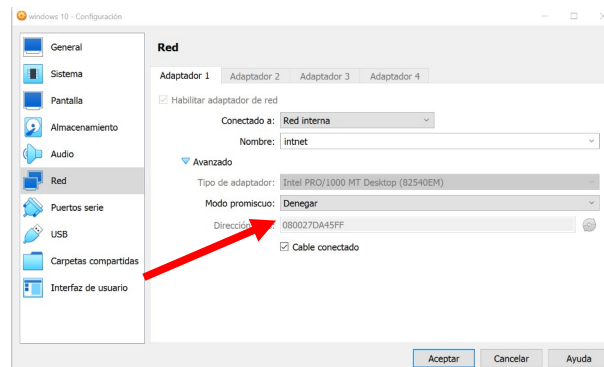 windows 10 - Configuración
General
Sistema
Pantalla
Almacenamiento
Audio
Red
Puertos serie
USB
Carpetas compartidas
Interfaz de usuario
Red
Adaptador 1 Adaptador 2 Adaptador 3 Adaptador 4
Habilitar adaptador de red
Conectado a: Red interna
Nombre: intnet
Avanzado
Tipo de adaptador: Intel PRO/1000 MT Desktop (82540EM)
Modo promiscuo: Denegar
Dirección 080027DA45FF
Cable conectado
Aceptar Cancelar Ayuda